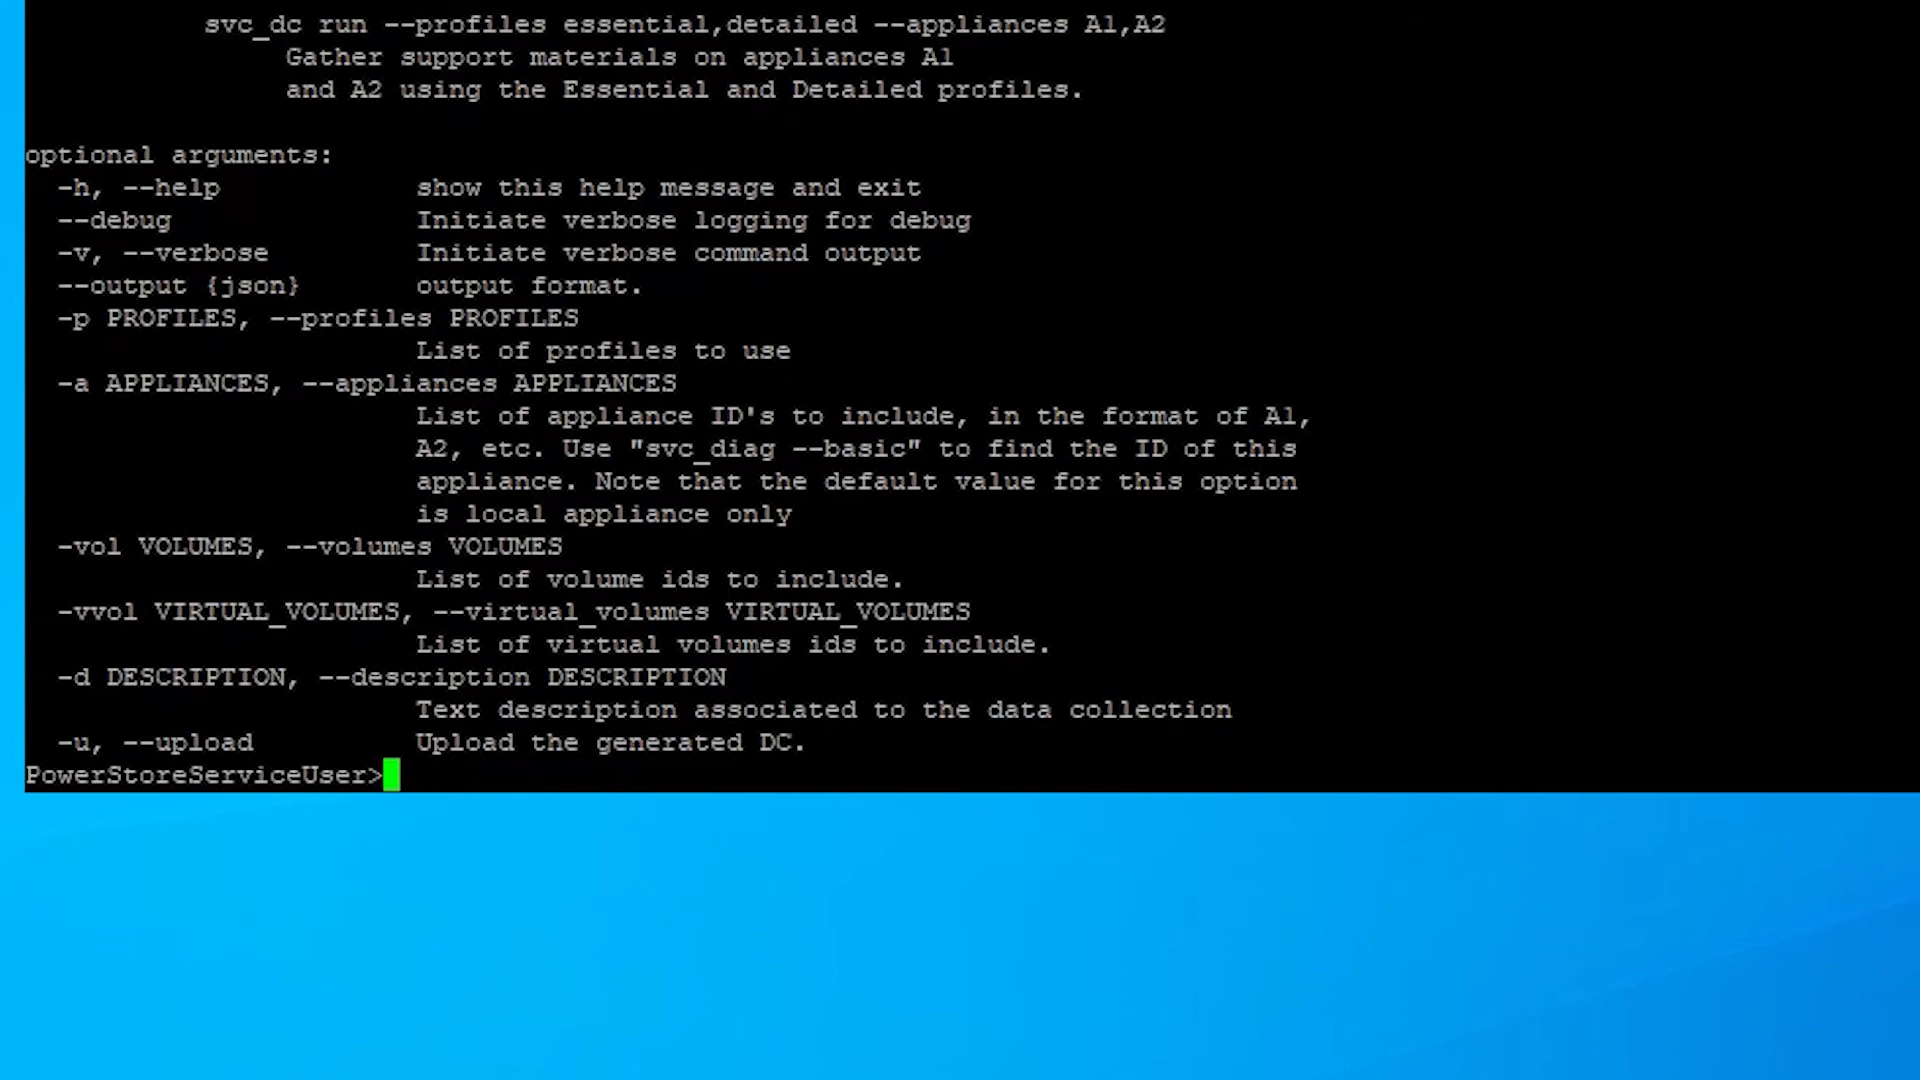 svc_dc run --profiles essential,detailed --appliances A1,A2
Gather support materials on appliances A1
and A2 using the Essential and Detailed profiles.
optional arguments:
-h, --help show this help message and exit
--debug Initiate verbose logging for debug
-v, --verbose Initiate verbose command output
--output {json} output format.
-p PROFILES, --profiles PROFILES
List of profiles to use
-a APPLIANCES, --appliances APPLIANCES
List of appliance ID's to include, in the format of A1,
A2, etc. Use "svc_diag --basic" to find the ID of this
appliance. Note that the default value for this option
is local appliance only
-vol VOLUMES, --volumes VOLUMES
List of volume ids to include.
-vvol VIRTUAL_VOLUMES, --virtual_volumes VIRTUAL_VOLUMES
List of virtual volumes ids to include.
-d DESCRIPTION, --description DESCRIPTION
Text description associated to the data collection
-u, --upload Upload the generated DC.
PowerStoreServiceUser>